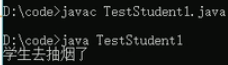 D:\code>javac TestStudent1.java
D:\code>java TestStudent1
学生去抽烟了